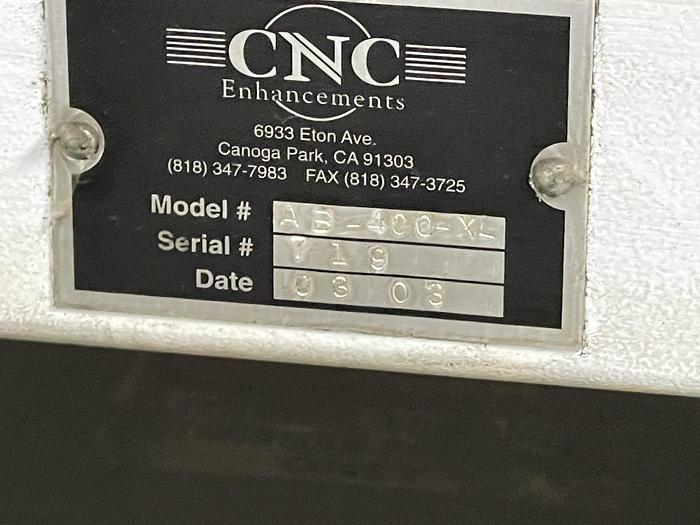 CNC
Enhancements
6933 Eton Ave.
Canoga Park, CA 91303
(818) 347-7983 FAX (818) 347-3725
Model # AB-400-XL
Serial # 719
Date 03 03